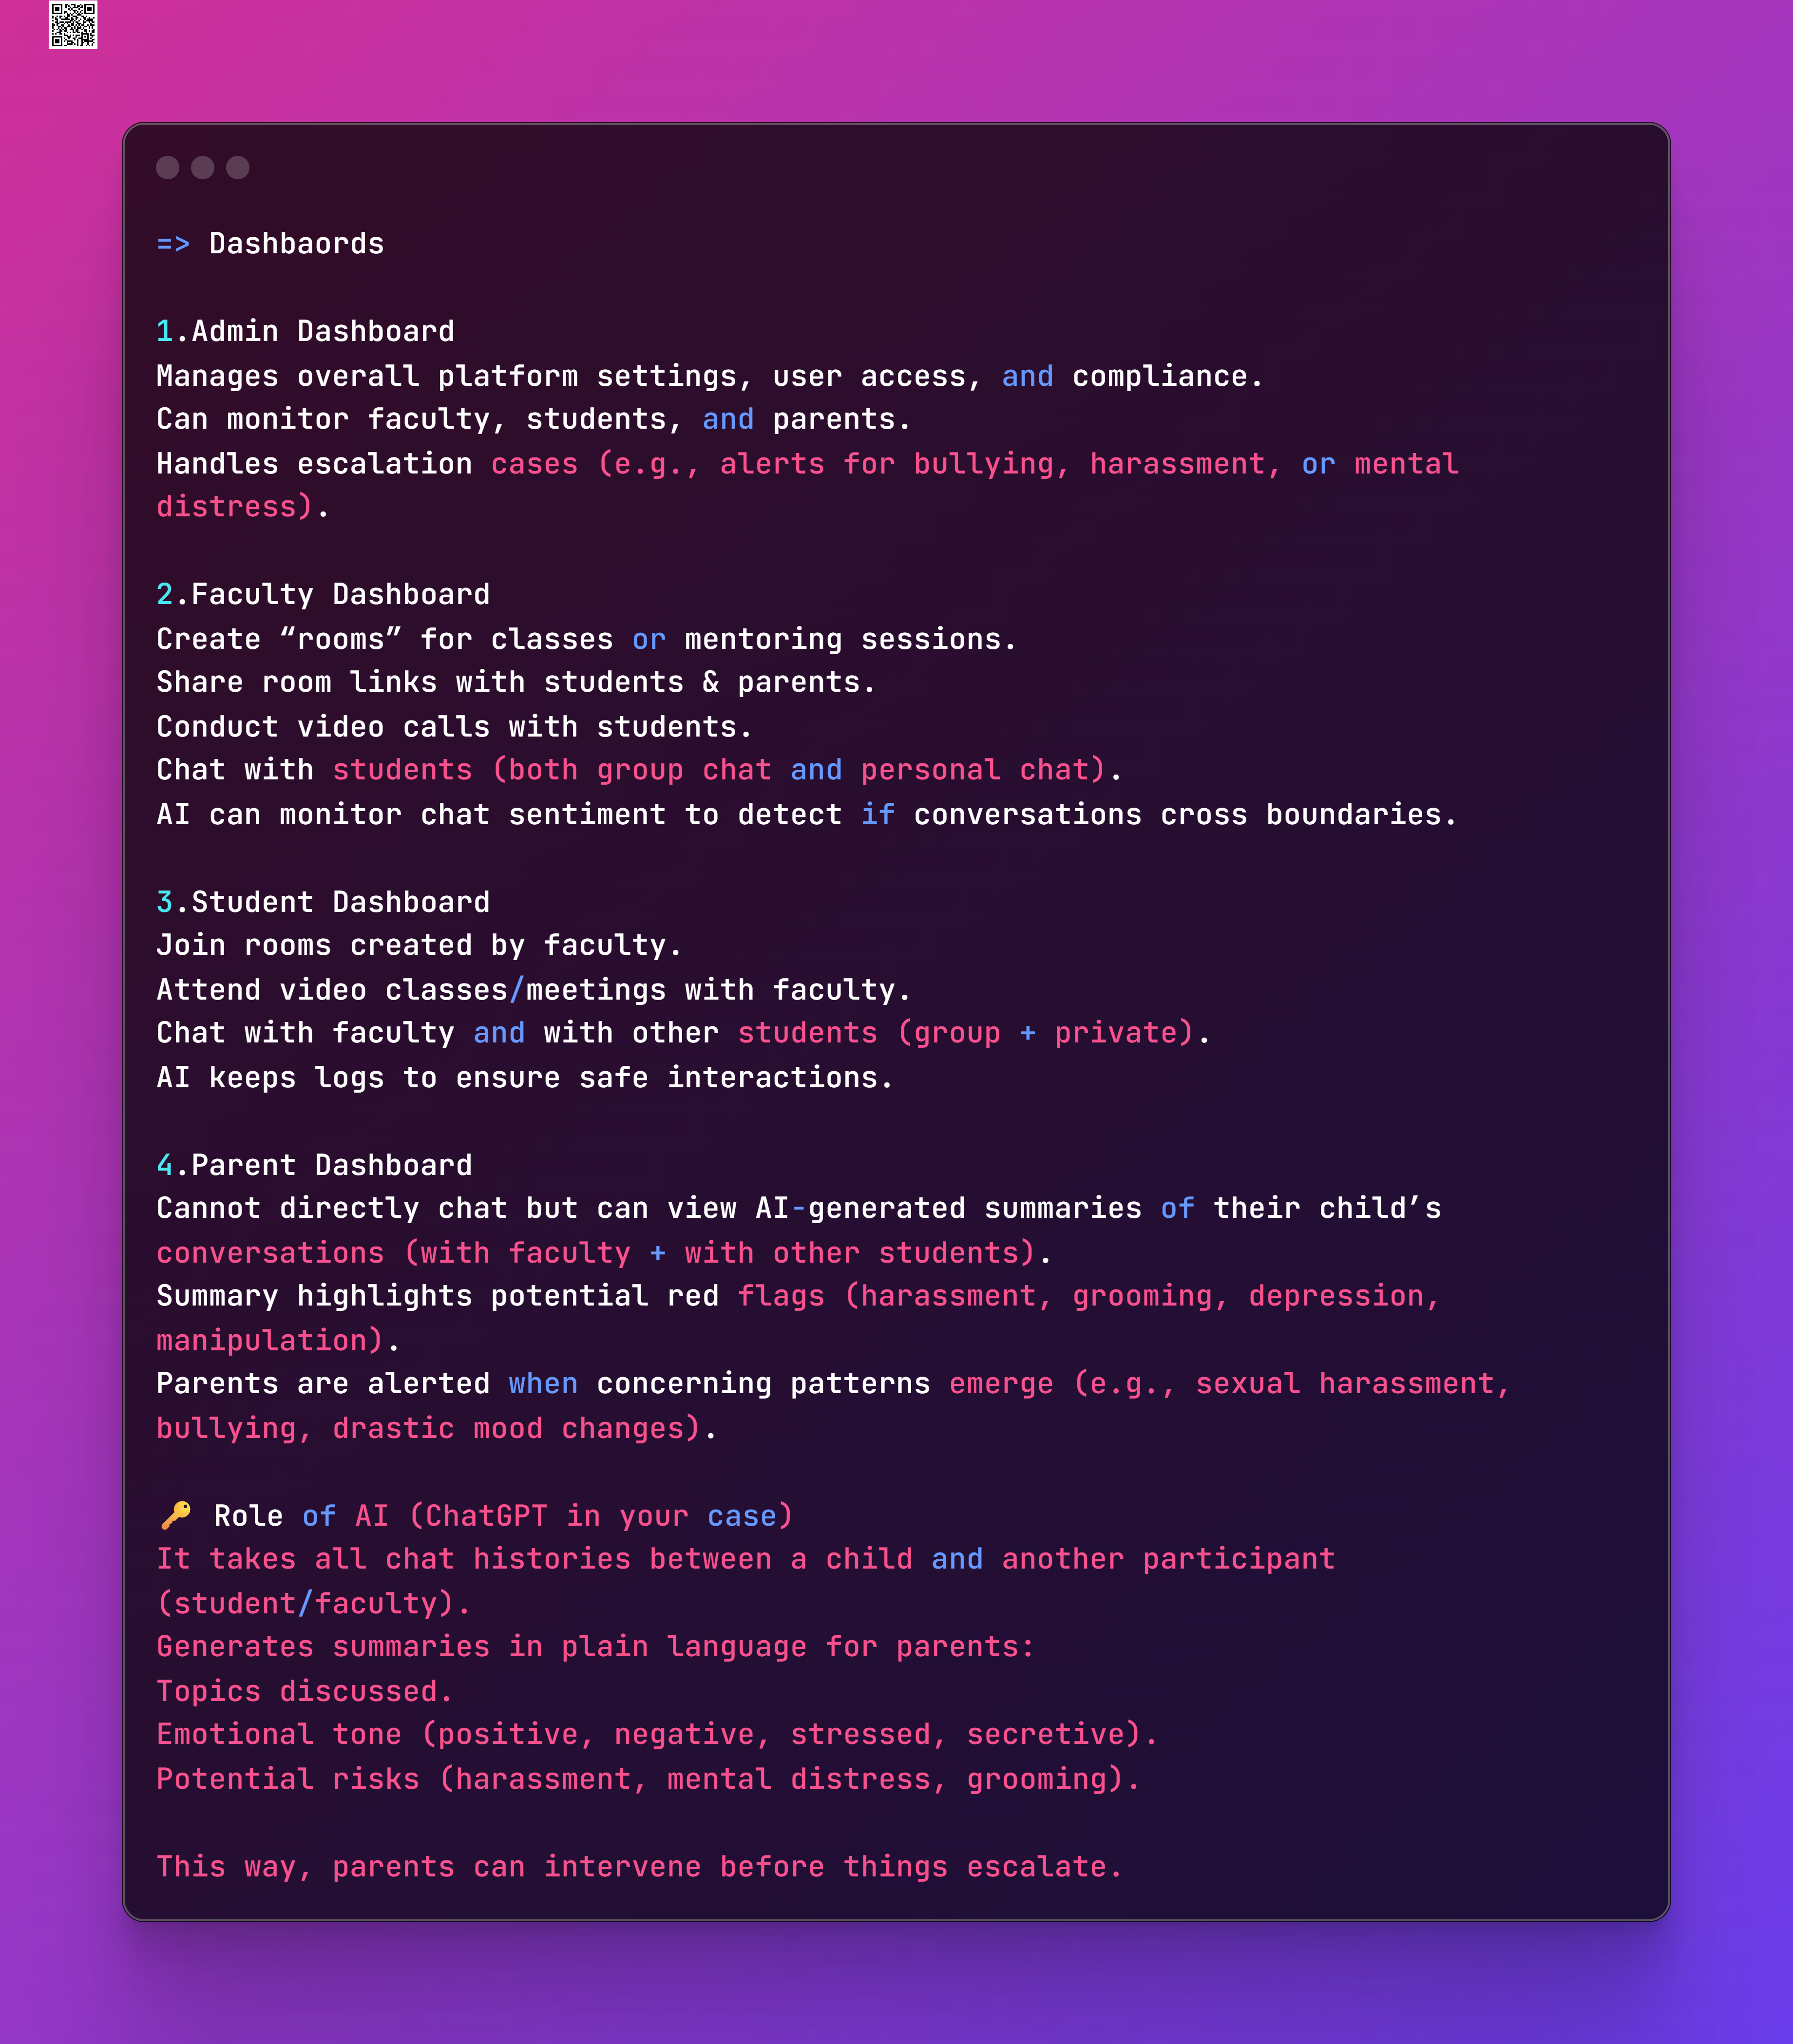 => Dashbaords
1.Admin Dashboard
Manages overall platform settings, user access, and compliance.
Can monitor faculty, students, and parents.
Handles escalation cases (e.g., alerts for bullying, harassment, or mental
distress).
2.Faculty Dashboard
Create “rooms” for classes or mentoring sessions.
Share room links with students & parents.
Conduct video calls with students.
Chat with students (both group chat and personal chat).
AI can monitor chat sentiment to detect if conversations cross boundaries.
3.Student Dashboard
Join rooms created by faculty.
Attend video classes/meetings with faculty.
Chat with faculty and with other students (group + private).
AI keeps logs to ensure safe interactions.
4.Parent Dashboard
Cannot directly chat but can view AI-generated summaries of their child’s
conversations (with faculty + with other students).
Summary highlights potential red flags (harassment, grooming, depression,
manipulation).
Parents are alerted when concerning patterns emerge (e.g., sexual harassment,
bullying, drastic mood changes).
🔑 Role of AI (ChatGPT in your case)
It takes all chat histories between a child and another participant
(student/faculty).
Generates summaries in plain language for parents:
Topics discussed.
Emotional tone (positive, negative, stressed, secretive).
Potential risks (harassment, mental distress, grooming).
This way, parents can intervene before things escalate.